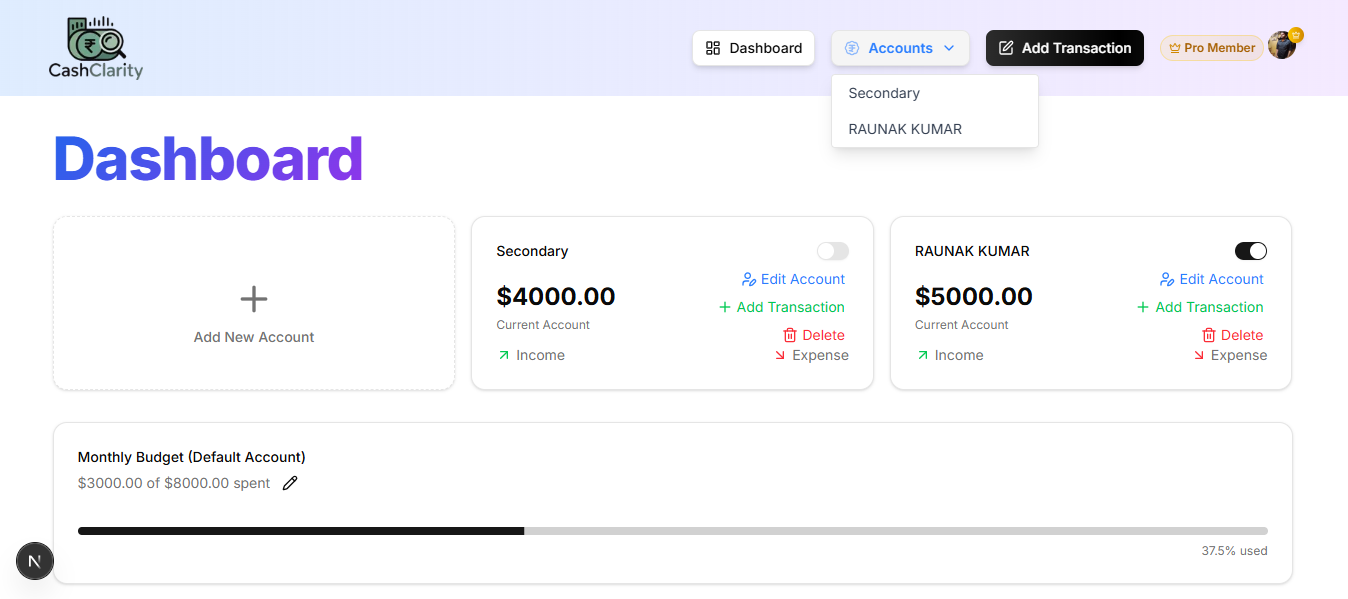 CashClarity
Dashboard
Accounts
Add Transaction
Pro Member
Secondary
RAUNAK KUMAR
Dashboard
Add New Account
Secondary
$4000.00
Current Account
Income
Edit Account
Add Transaction
Delete
Expense
RAUNAK KUMAR
$5000.00
Current Account
Income
Edit Account
Add Transaction
Delete
Expense
Monthly Budget (Default Account)
$3000.00 of $8000.00 spent
37.5% used
N